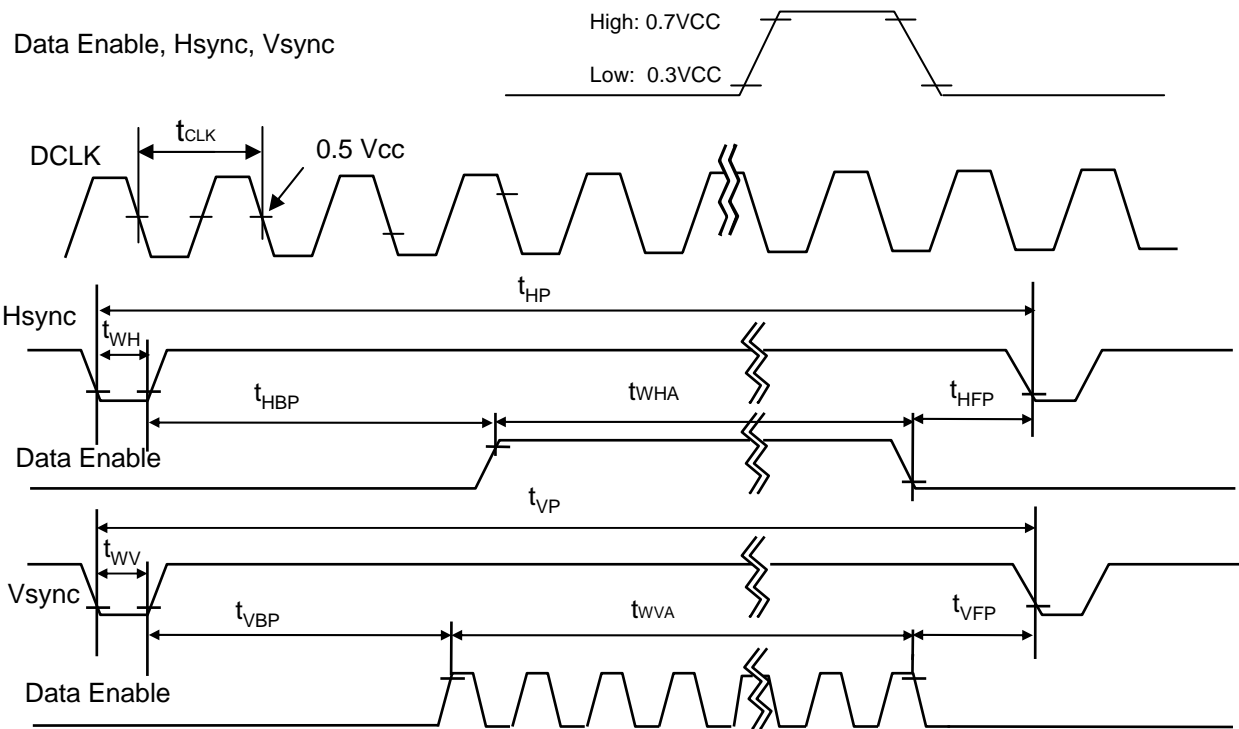 High: 0.7VCC
Data Enable, Hsync, Vsync
Low: 0.3VCC
tCLK
DCLK
0.5 Vcc
tHP
Hsync
tWH
tHBP
tWHA
tHFP
Data Enable
tVP
tWV
Vsync
tVBP
tWVA
tVFP
Data Enable